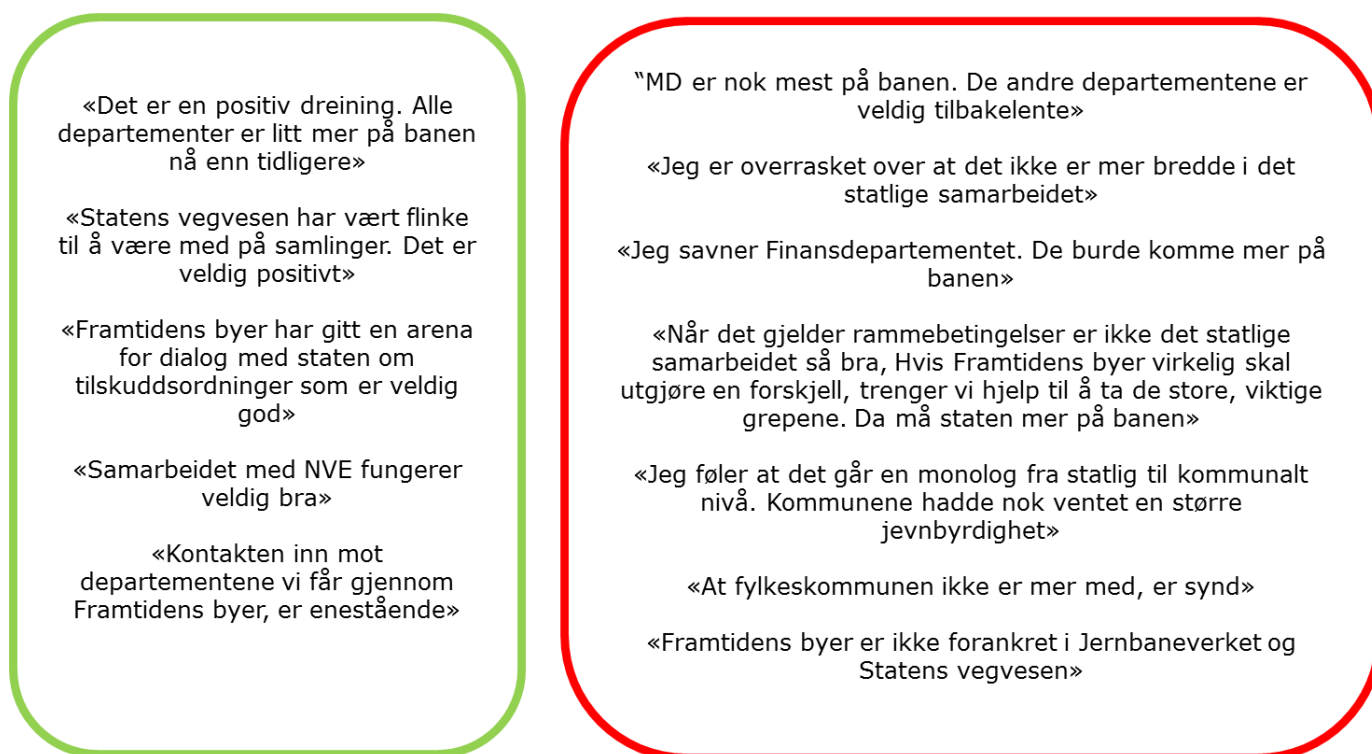 «Det er en positiv dreining. Alle
departementer er litt mer på banen
nå enn tidligere»
«Statens vegvesen har vært flinke
til å være med på samlinger. Det er
veldig positivt»
«Framtidens byer har gitt en arena
for dialog med staten om
tilskuddsordninger som er veldig
god»
«Samarbeidet med NVE fungerer
veldig bra»
«Kontakten inn mot
departementene vi får gjennom
Framtidens byer, er enestående»
“MD er nok mest på banen. De andre departementene er
veldig tilbakelente»
«Jeg er overrasket over at det ikke er mer bredde i det
statlige samarbeidet»
«Jeg savner Finansdepartementet. De burde komme mer på
banen»
«Når det gjelder rammebetingelser er ikke det statlige
samarbeidet så bra, Hvis Framtidens byer virkelig skal
utgjøre en forskjell, trenger vi hjelp til å ta de store, viktige
grepene. Da må staten mer på banen»
«Jeg føler at det går en monolog fra statlig til kommunalt
nivå. Kommunene hadde nok ventet en større
jevnbyrdighet»
«At fylkeskommunen ikke er mer med, er synd»
«Framtidens byer er ikke forankret i Jernbaneverket og
Statens vegvesen»